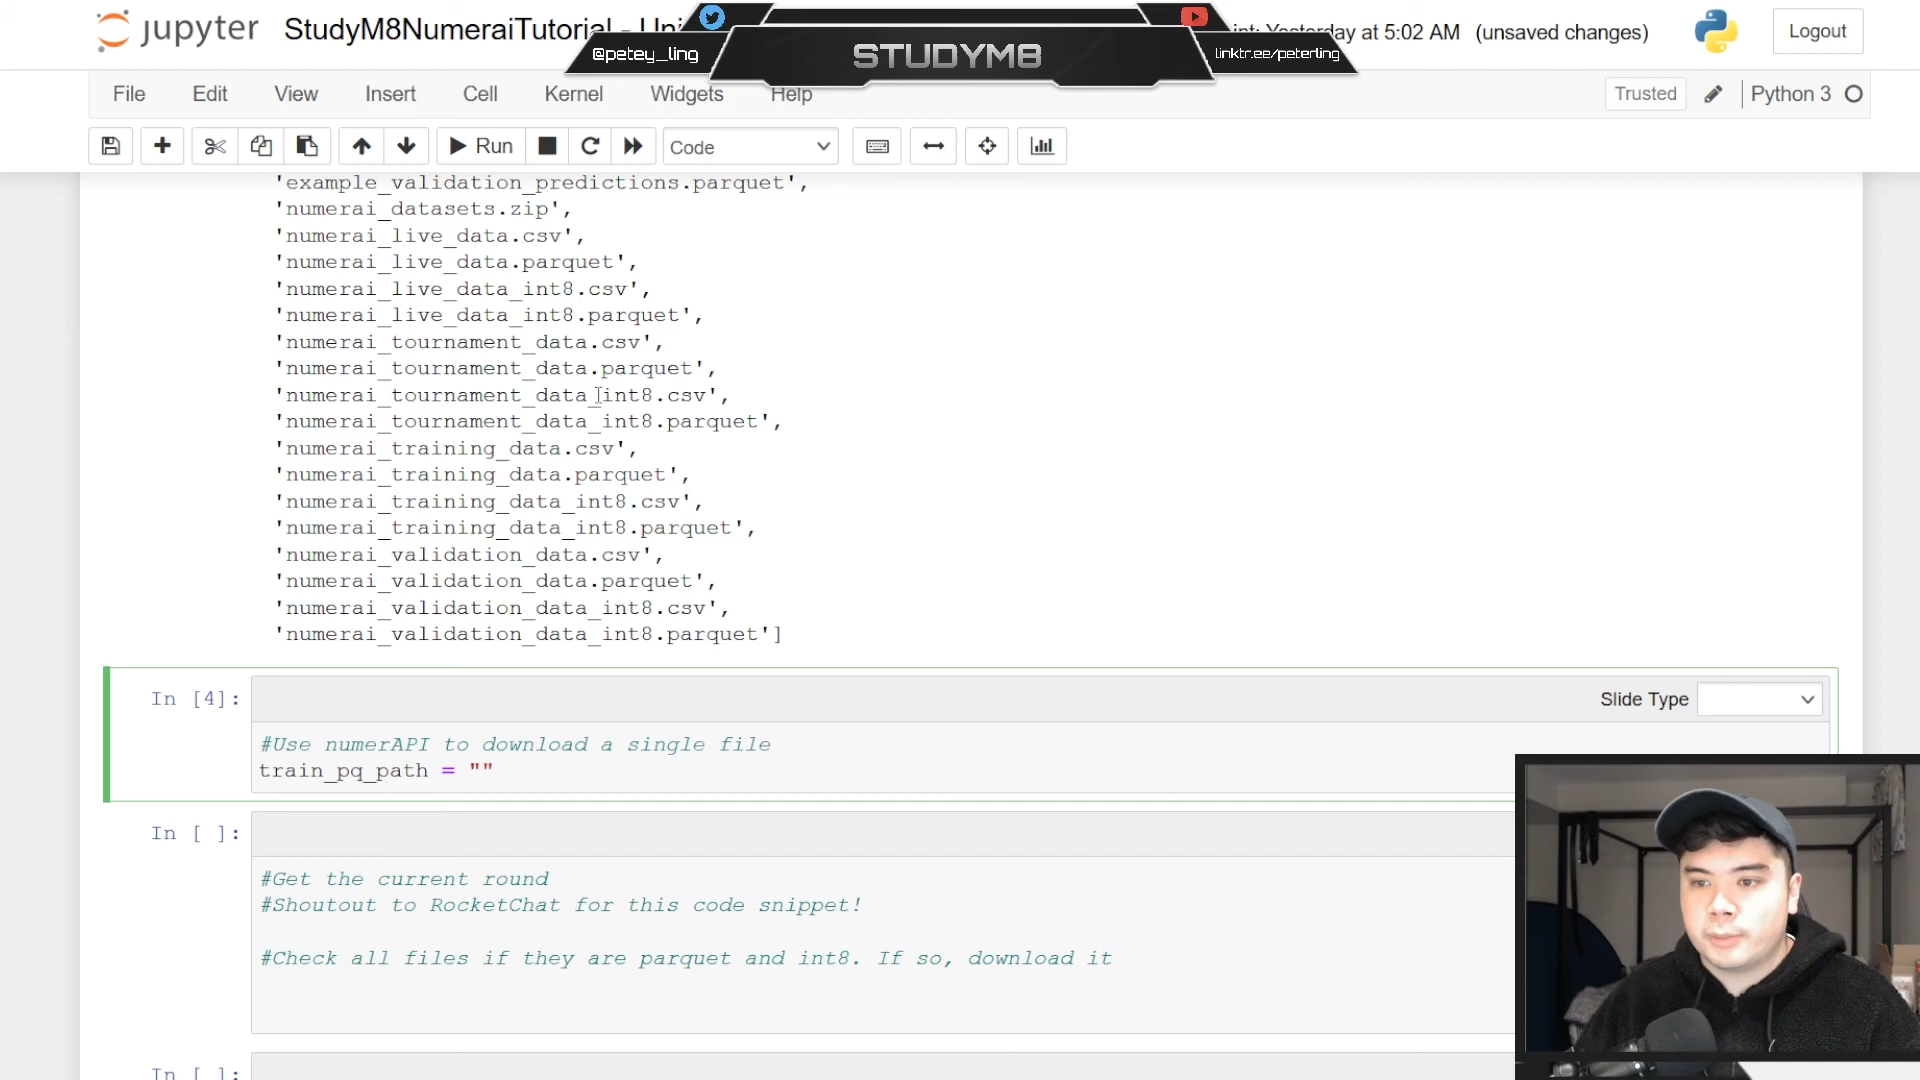 jupyter StudyM8NumeraiTutorial - Uni
int: Yesterday at 5:02 AM (unsaved changes)
Logout
@petey_ling
STUDYM8
linktr.ee/peterling
File Edit View Insert Cell Kernel Widgets Help
Trusted
Python 3
Run
Code
'example_validation_predictions.parquet',
'numerai_datasets.zip',
'numerai_live_data.csv',
'numerai_live_data.parquet',
'numerai_live_data_int8.csv',
'numerai_live_data_int8.parquet',
'numerai_tournament_data.csv',
'numerai_tournament_data.parquet',
'numerai_tournament_data_int8.csv',
'numerai_tournament_data_int8.parquet',
'numerai_training_data.csv',
'numerai_training_data.parquet',
'numerai_training_data_int8.csv',
'numerai_training_data_int8.parquet',
'numerai_validation_data.csv',
'numerai_validation_data.parquet',
'numerai_validation_data_int8.csv',
'numerai_validation_data_int8.parquet']
In [4]:
Slide Type
#Use numerAPI to download a single file
train_pq_path = ""
In [ ]:
#Get the current round
#Shoutout to RocketChat for this code snippet!
#Check all files if they are parquet and int8. If so, download it
In [ ]: